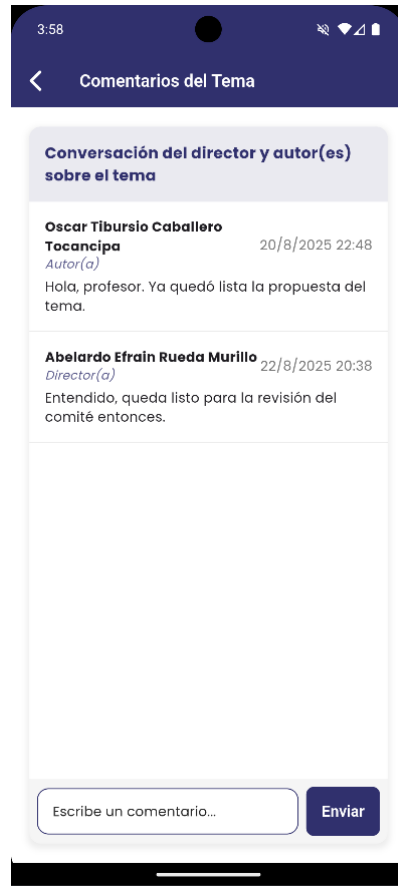 3:58
Comentarios del Tema
Conversación del director y autor(es)
sobre el tema
Oscar Tibursio Caballero
Tocancipa
20/8/2025 22:48
Autor(a)
Hola, profesor. Ya quedó lista la propuesta del
tema.
Abelardo Efrain Rueda Murillo
22/8/2025 20:38
Director(a)
Entendido, queda listo para la revisión del
comité entonces.
Escribe un comentario...
Enviar